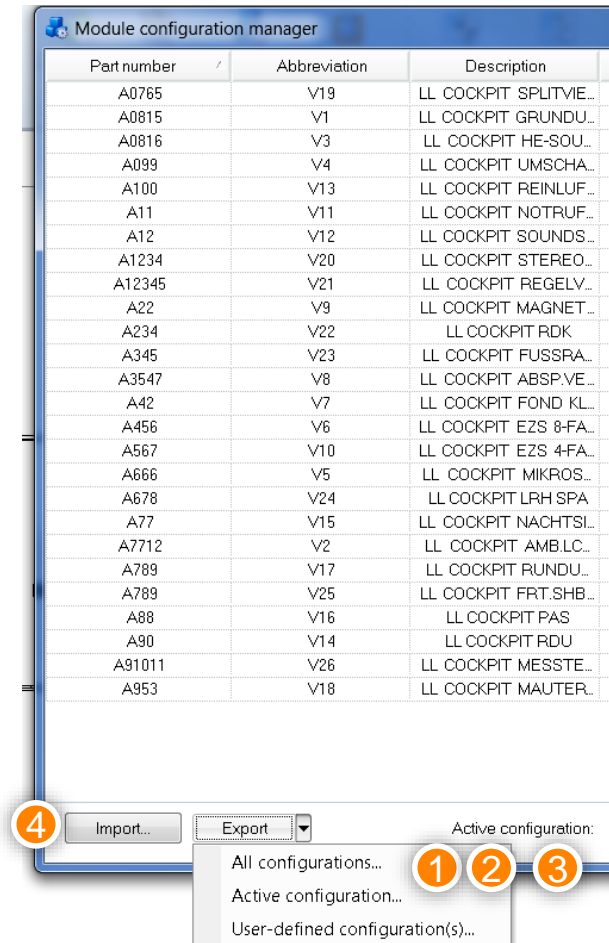 Module configuration manager
Part number Abbreviation Description
A0765 V19 LL COCKPIT SPLITVIE...
A0815 V1 LL COCKPIT GRUNDU...
A0816 V3 LL COCKPIT HE-SOU...
A099 V4 LL COCKPIT UMSCHA...
A100 V13 LL COCKPIT REINLUF...
A11 V11 LL COCKPIT NOTRUF...
A12 V12 LL COCKPIT SOUNDS...
A1234 V20 LL COCKPIT STEREO...
A12345 V21 LL COCKPIT REGELV...
A22 V9 LL COCKPIT MAGNET...
A234 V22 LL COCKPIT RDK
A345 V23 LL COCKPIT FUSSRA...
A3547 V8 LL COCKPIT ABSP.VE...
A42 V7 LL COCKPIT FOND KL...
A456 V6 LL COCKPIT EZS 8-FA...
A567 V10 LL COCKPIT EZS 4-FA...
A666 V5 LL COCKPIT MIKROS...
A678 V24 LL COCKPIT LRH SPA
A77 V15 LL COCKPIT NACHTSI...
A7712 V2 LL COCKPIT AMB.LC...
A789 V17 LL COCKPIT RUNDU...
A789 V25 LL COCKPIT FRT.SHB...
A88 V16 LL COCKPIT PAS
A90 V14 LL COCKPIT RDU
A91011 V26 LL COCKPIT MESSTE...
A953 V18 LL COCKPIT MAUTER...
4 Import... Export Active configuration:
All configurations... 1 2 3
Active configuration...
User-defined configuration(s)...